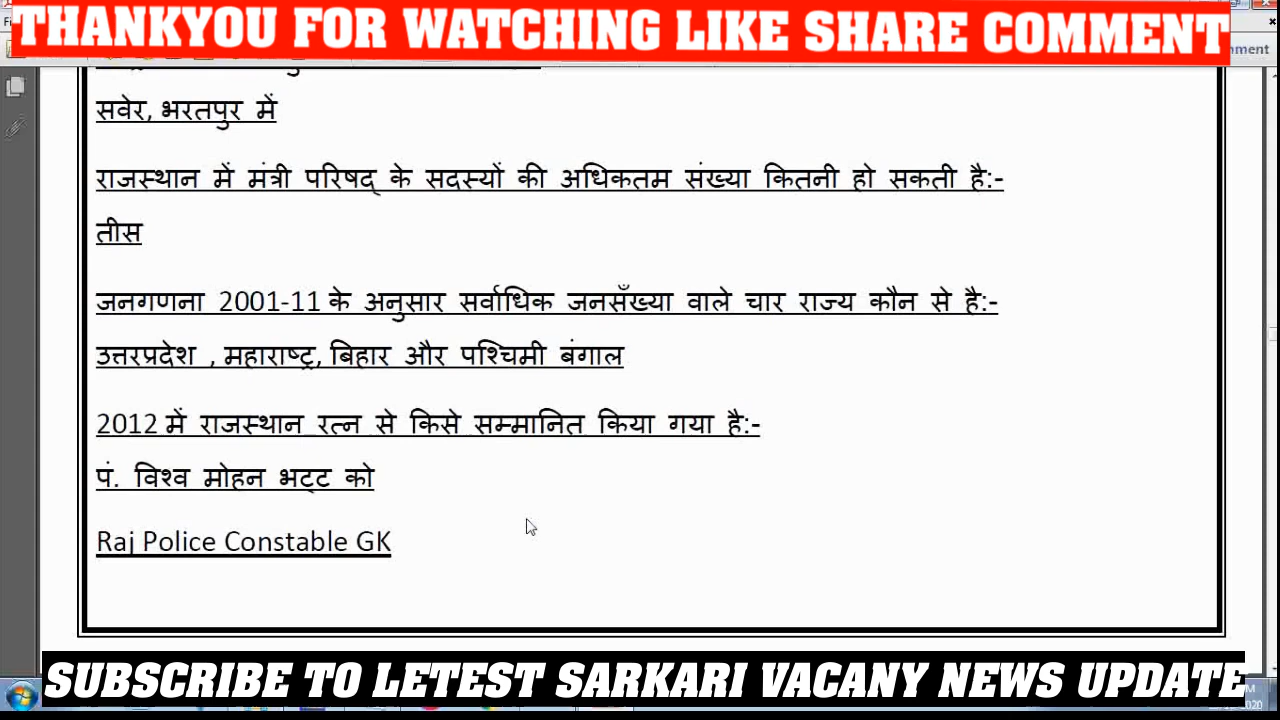 THANKYOU FOR WATCHING LIKE SHARE COMMENT
सवेर, भरतपुर में
राजस्थान में मंत्री परिषद् के सदस्यों की अधिकतम संख्या कितनी हो सकती है:-
तीस
जनगणना 2001-11 के अनुसार सर्वाधिक जनसँख्या वाले चार राज्य कौन से है:-
उत्तरप्रदेश , महाराष्ट्र, बिहार और पश्चिमी बंगाल
2012 में राजस्थान रत्न से किसे सम्मानित किया गया है:-
पं. विश्व मोहन भट्ट को
Raj Police Constable GK
SUBSCRIBE TO LETEST SARKARI VACANY NEWS UPDATE